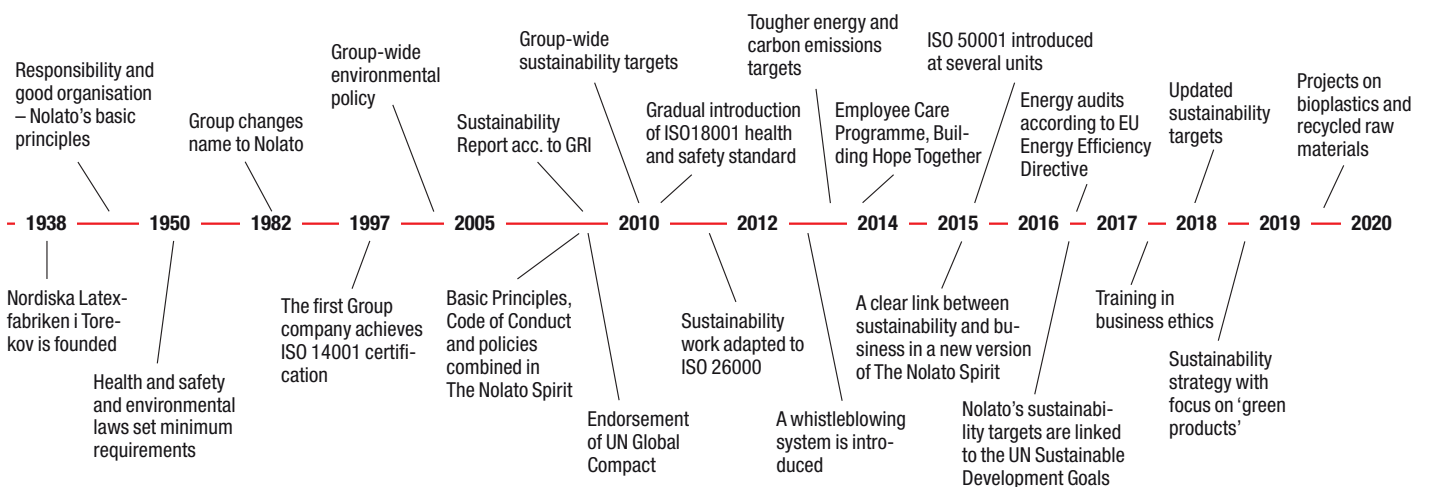 Responsibility and
good organisation
– Nolato's basic
principles
Group changes
name to Nolato
Group-wide
environmental
policy
Sustainability
Report acc. to GRI
Group-wide
sustainability targets
Gradual introduction
of ISO18001 health
and safety standard
Tougher energy and
carbon emissions
targets
Employee Care
Programme, Buil-
ding Hope Together
ISO 50001 introduced
at several units
Energy audits
according to EU
Energy Efficiency
Directive
Updated
sustainability
targets
Projects on
bioplastics and
recycled raw
materials
1938 1950 1982 1997 2005 2010 2012 2014 2015 2016 2017 2018 2019 2020
Nordiska Latex-
fabriken i Tore-
kov is founded
Health and safety
and environmental
laws set minimum
requirements
The first Group
company achieves
ISO 14001 certifi-
cation
Basic Principles,
Code of Conduct
and policies
combined in
The Nolato Spirit
Endorsement
of UN Global
Compact
Sustainability
work adapted to
ISO 26000
A whistleblowing
system is intro-
duced
A clear link between
sustainability and bu-
siness in a new version
of The Nolato Spirit
Nolato's sustainabi-
lity targets are linked
to the UN Sustainable
Development Goals
Training in
business ethics
Sustainability
strategy with
focus on 'green
products'